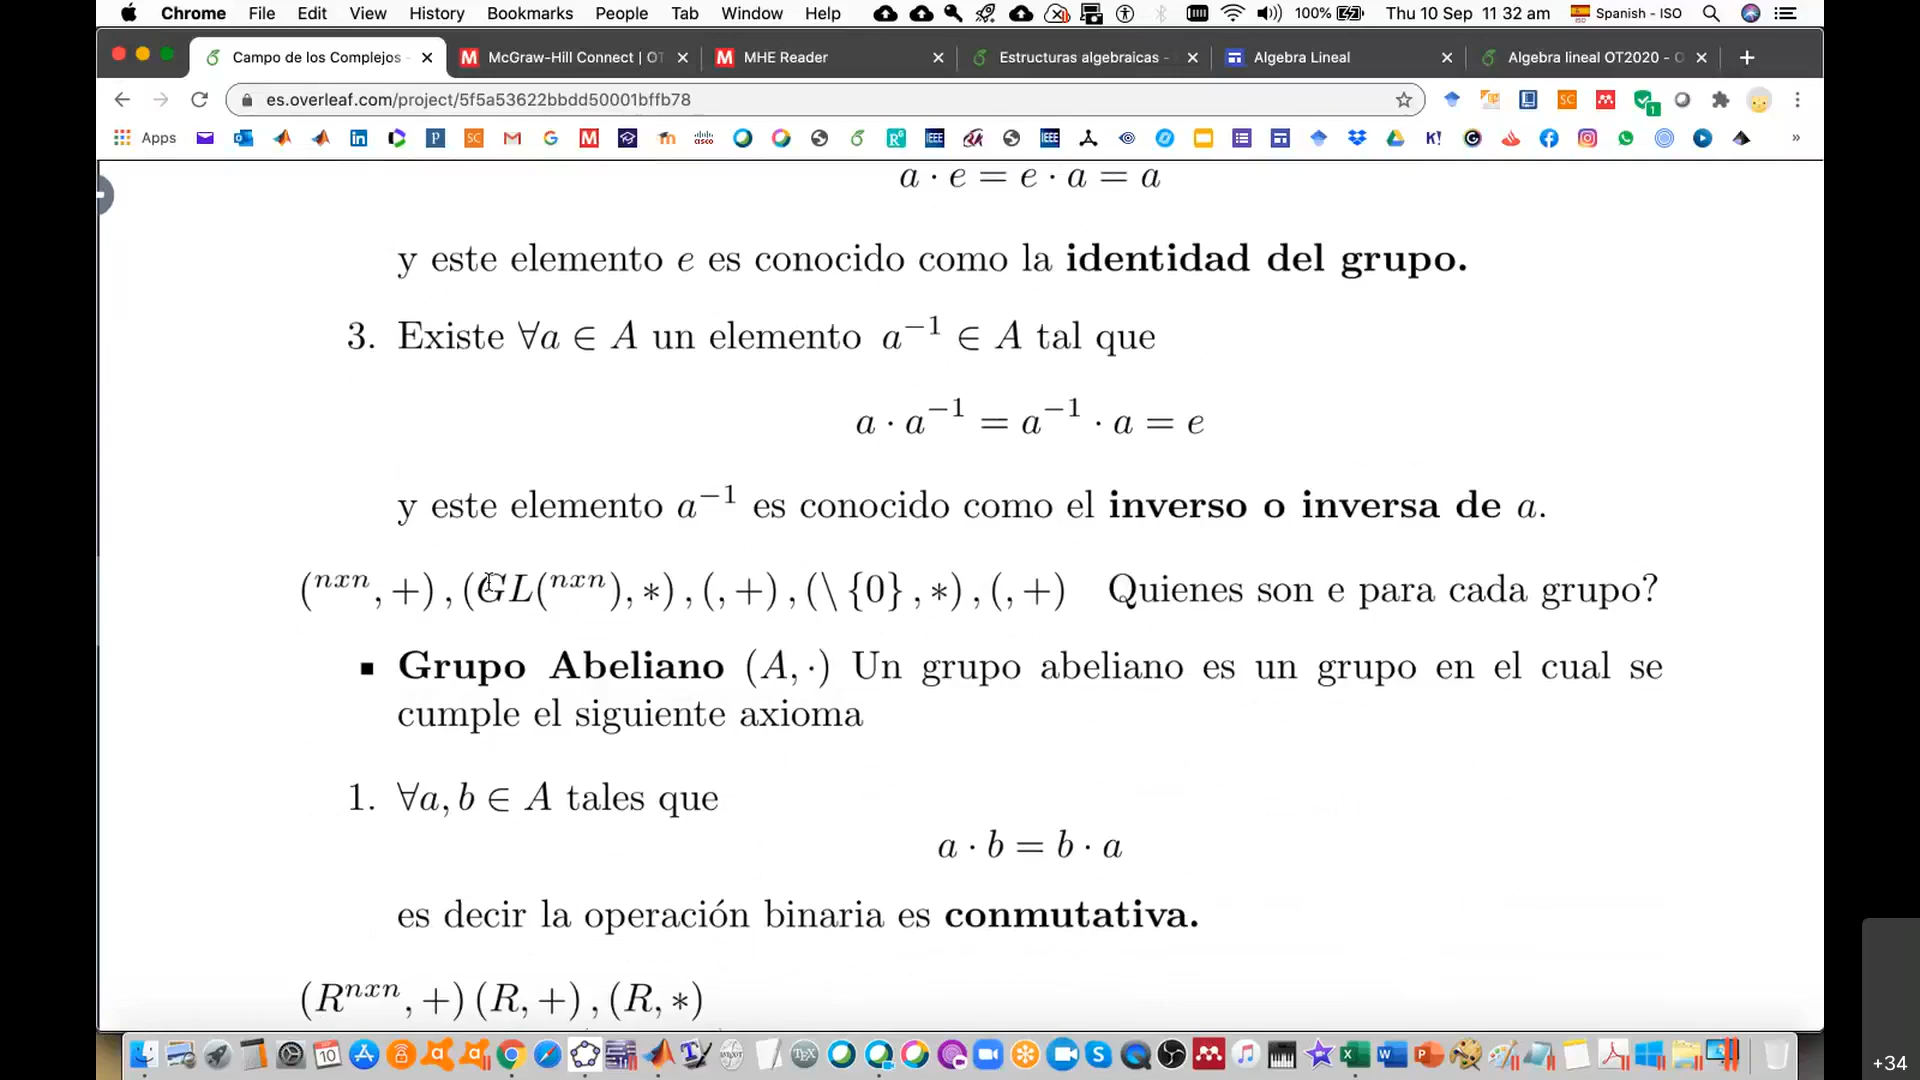 Chrome File Edit View History Bookmarks People Tab Window Help 100% Thu 10 Sep 11 32 am Spanish - ISO
Campo de los Complejos - McGraw-Hill Connect | OT MHE Reader Estructuras algebraicas - Algebra Lineal Algebra lineal OT2020 - O
es.overleaf.com/project/5f5a53622bbdd50001bffb78
Apps
a · e = e · a = a
y este elemento e es conocido como la identidad del grupo.
3. Existe ∀a ∈ A un elemento a⁻¹ ∈ A tal que
a · a⁻¹ = a⁻¹ · a = e
y este elemento a⁻¹ es conocido como el inverso o inversa de a.
(ⁿˣⁿ, +) , (GL(ⁿˣⁿ), ∗) , (, +) , (\ {0} , ∗) , (, +) Quienes son e para cada grupo?
▪ Grupo Abeliano (A, ·) Un grupo abeliano es un grupo en el cual se
cumple el siguiente axioma
1. ∀a, b ∈ A tales que
a · b = b · a
es decir la operación binaria es conmutativa.
(Rⁿˣⁿ, +) (R, +) , (R, ∗)
+34